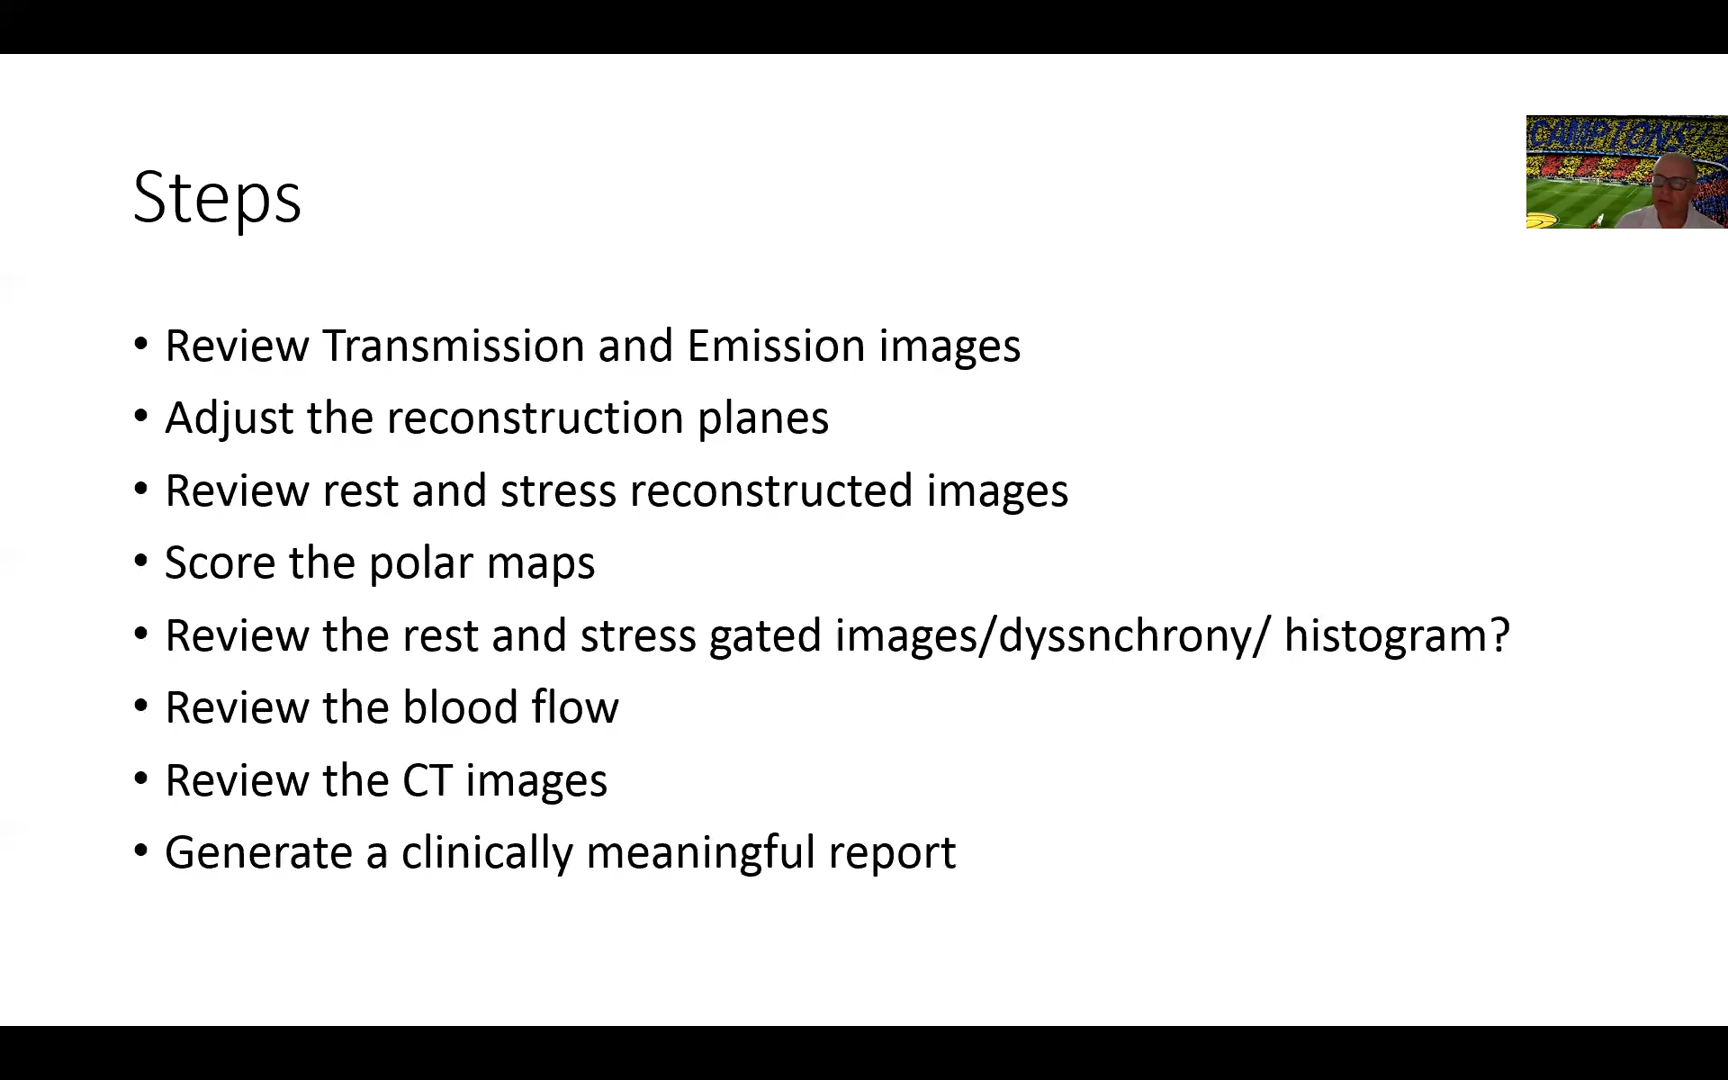 CAMPIONS!
Steps
• Review Transmission and Emission images
• Adjust the reconstruction planes
• Review rest and stress reconstructed images
• Score the polar maps
• Review the rest and stress gated images/dyssnchrony/ histogram?
• Review the blood flow
• Review the CT images
• Generate a clinically meaningful report